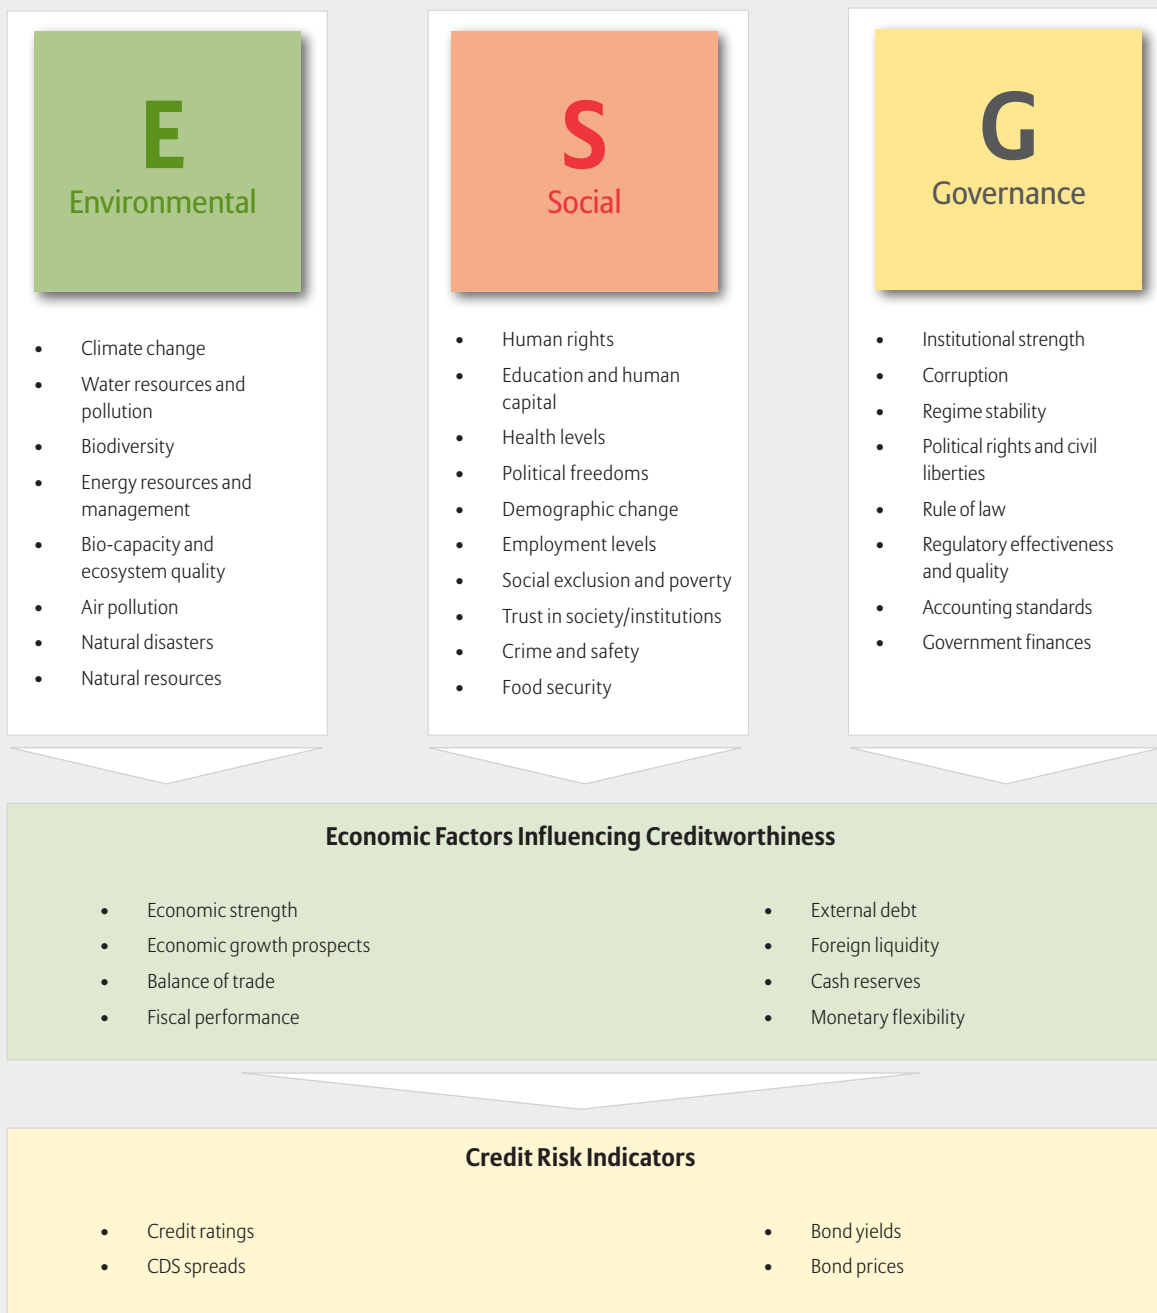 E
Environmental
• Climate change
• Water resources and
pollution
• Biodiversity
• Energy resources and
management
• Bio-capacity and
ecosystem quality
• Air pollution
• Natural disasters
• Natural resources
S
Social
• Human rights
• Education and human
capital
• Health levels
• Political freedoms
• Demographic change
• Employment levels
• Social exclusion and poverty
• Trust in society/institutions
• Crime and safety
• Food security
G
Governance
• Institutional strength
• Corruption
• Regime stability
• Political rights and civil
liberties
• Rule of law
• Regulatory effectiveness
and quality
• Accounting standards
• Government finances
Economic Factors Influencing Creditworthiness
• Economic strength
• Economic growth prospects
• Balance of trade
• Fiscal performance
• External debt
• Foreign liquidity
• Cash reserves
• Monetary flexibility
Credit Risk Indicators
• Credit ratings
• CDS spreads
• Bond yields
• Bond prices